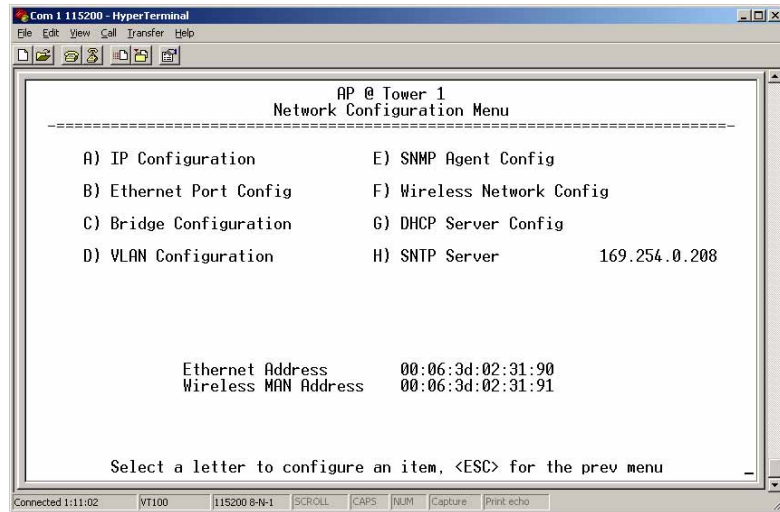 Com 1 115200 - HyperTerminal
File Edit View Call Transfer Help
AP @ Tower 1
Network Configuration Menu
-==========================================================================-
A) IP Configuration E) SNMP Agent Config
B) Ethernet Port Config F) Wireless Network Config
C) Bridge Configuration G) DHCP Server Config
D) VLAN Configuration H) SNTP Server 169.254.0.208
Ethernet Address 00:06:3d:02:31:90
Wireless MAN Address 00:06:3d:02:31:91
Select a letter to configure an item, <ESC> for the prev menu _
Connected 1:11:02 VT100 115200 8-N-1 SCROLL CAPS NUM Capture Print echo